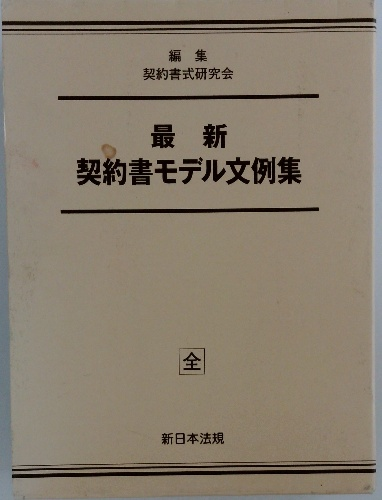 編集
契約書式研究会
最新
契約書モデル文例集
全
新日本法規